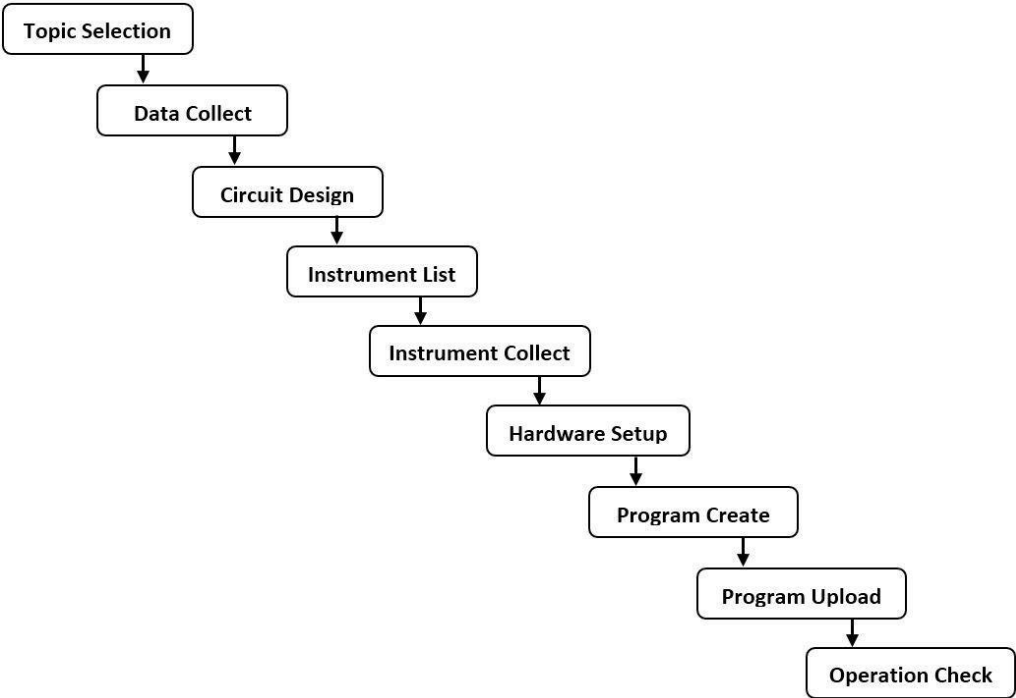 Topic Selection
Data Collect
Circuit Design
Instrument List
Instrument Collect
Hardware Setup
Program Create
Program Upload
Operation Check